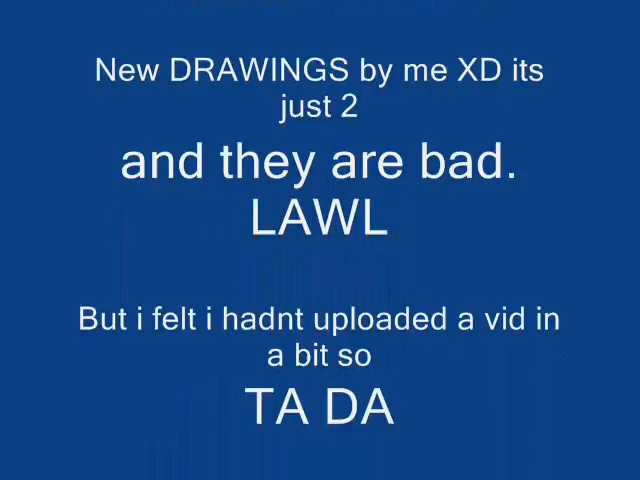 New DRAWINGS by me XD its
just 2
and they are bad.
LAWL
But i felt i hadnt uploaded a vid in
a bit so
TA DA